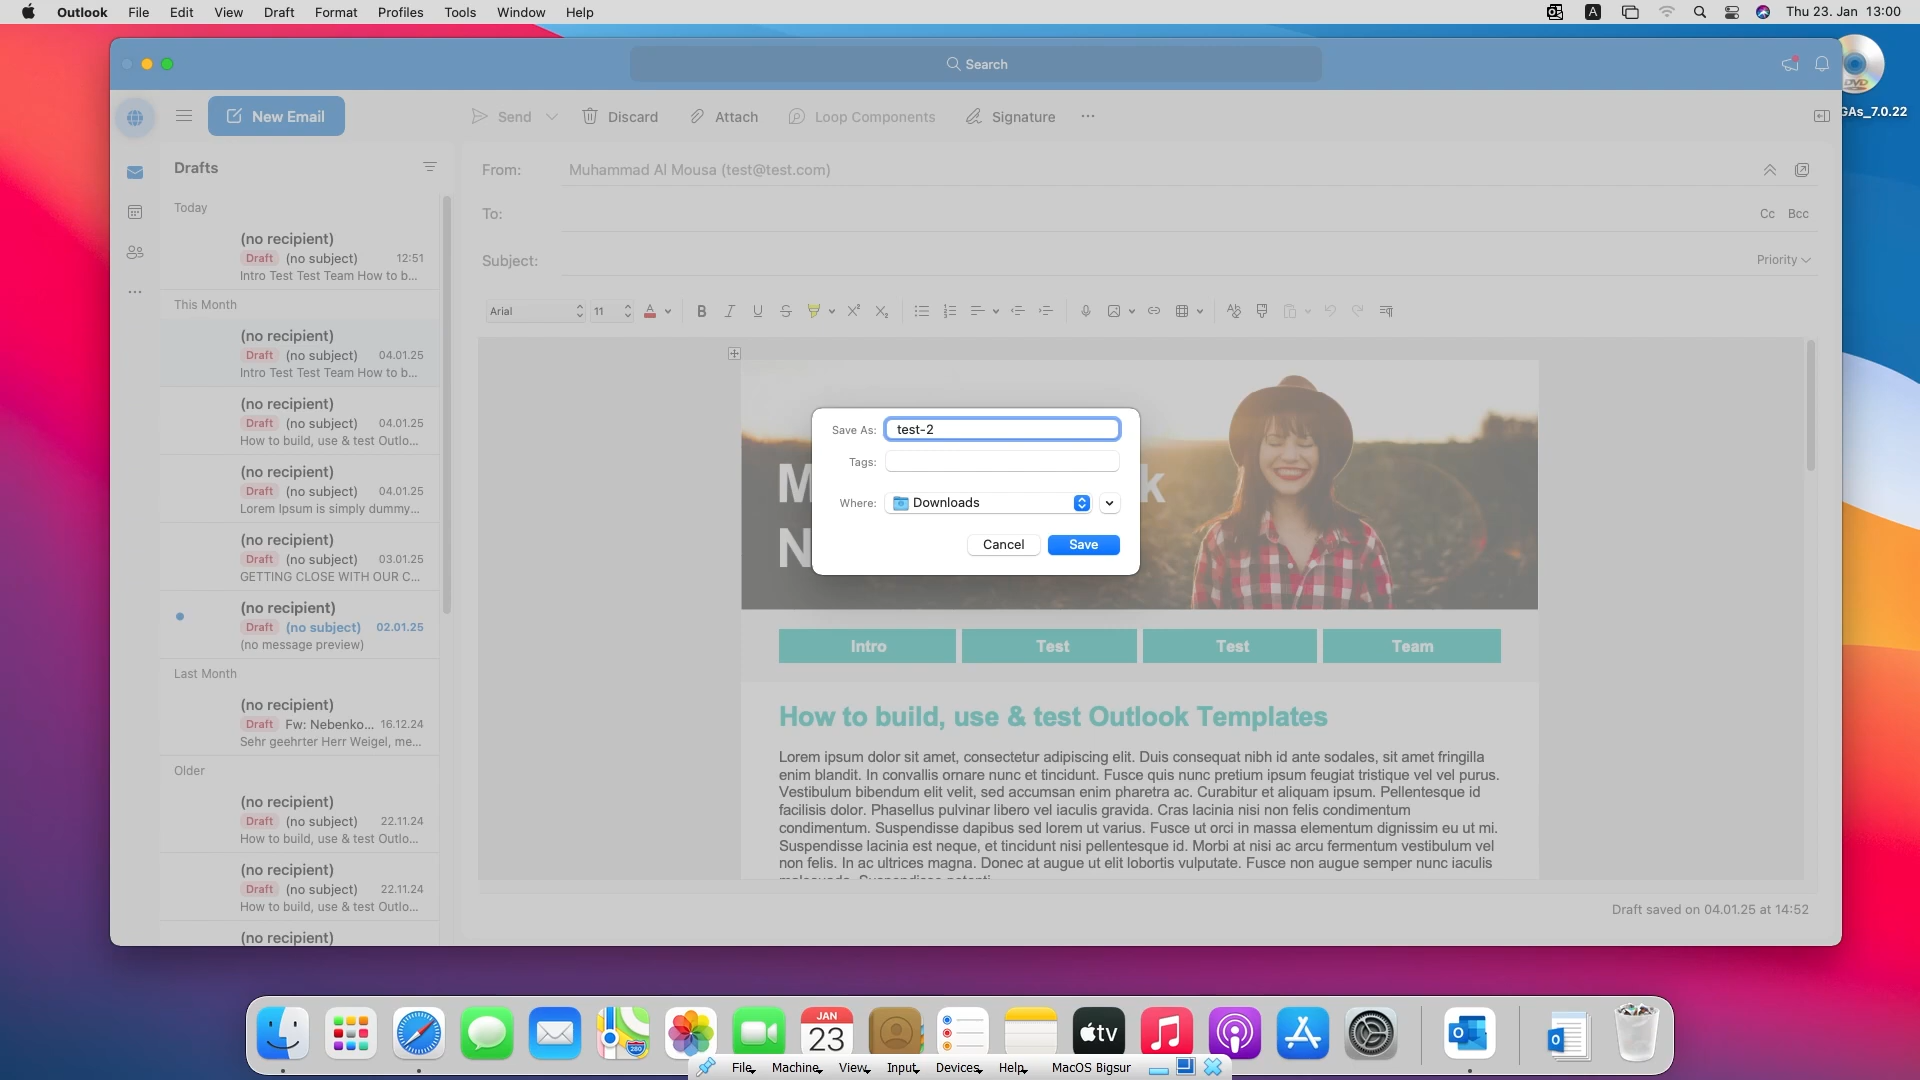 Outlook File Edit View Draft Format Profiles Tools Window Help
A
Thu 23. Jan 13:00
Search
GAs_7.0.22
DVD
New Email
Send Discard Attach Loop Components Signature ...
Drafts
Today
(no recipient)
Draft (no subject) 12:51
Intro Test Test Team How to b...
This Month
(no recipient)
Draft (no subject) 04.01.25
Intro Test Test Team How to b...
(no recipient)
Draft (no subject) 04.01.25
How to build, use & test Outlo...
(no recipient)
Draft (no subject) 04.01.25
Lorem Ipsum is simply dummy...
(no recipient)
Draft (no subject) 03.01.25
GETTING CLOSE WITH OUR C...
(no recipient)
Draft (no subject) 02.01.25
(no message preview)
Last Month
(no recipient)
Draft Fw: Nebenko... 16.12.24
Sehr geehrter Herr Weigel, me...
Older
(no recipient)
Draft (no subject) 22.11.24
How to build, use & test Outlo...
(no recipient)
Draft (no subject) 22.11.24
How to build, use & test Outlo...
(no recipient)
From: Muhammad Al Mousa (test@test.com)
To: Cc Bcc
Subject: Priority
Arial 11 A B I U S
Save As: test-2
Tags:
Where: Downloads
Cancel Save
M k
N
Intro Test Test Team
How to build, use & test Outlook Templates
Lorem ipsum dolor sit amet, consectetur adipiscing elit. Duis consequat nibh id ante sodales, sit amet fringilla
enim blandit. In convallis ornare nunc et tincidunt. Fusce quis nunc pretium ipsum feugiat tristique vel vel purus.
Vestibulum bibendum elit velit, sed accumsan enim pharetra ac. Curabitur et aliquam ipsum. Pellentesque id
facilisis dolor. Phasellus pulvinar libero vel iaculis gravida. Cras lacinia nisi non felis condimentum
condimentum. Suspendisse dapibus sed lorem ut varius. Fusce ut orci in massa elementum dignissim eu ut mi.
Suspendisse lacinia est neque, et tincidunt nisi pellentesque id. Morbi at nisi ac arcu fermentum vestibulum vel
non felis. In ac ultrices magna. Donec at augue ut elit lobortis vulputate. Fusce non augue semper nunc iaculis
malesuada. Suspendisse potenti.
Draft saved on 04.01.25 at 14:52
280
JAN
23
tv
File Machine View Input Devices Help MacOS Bigsur